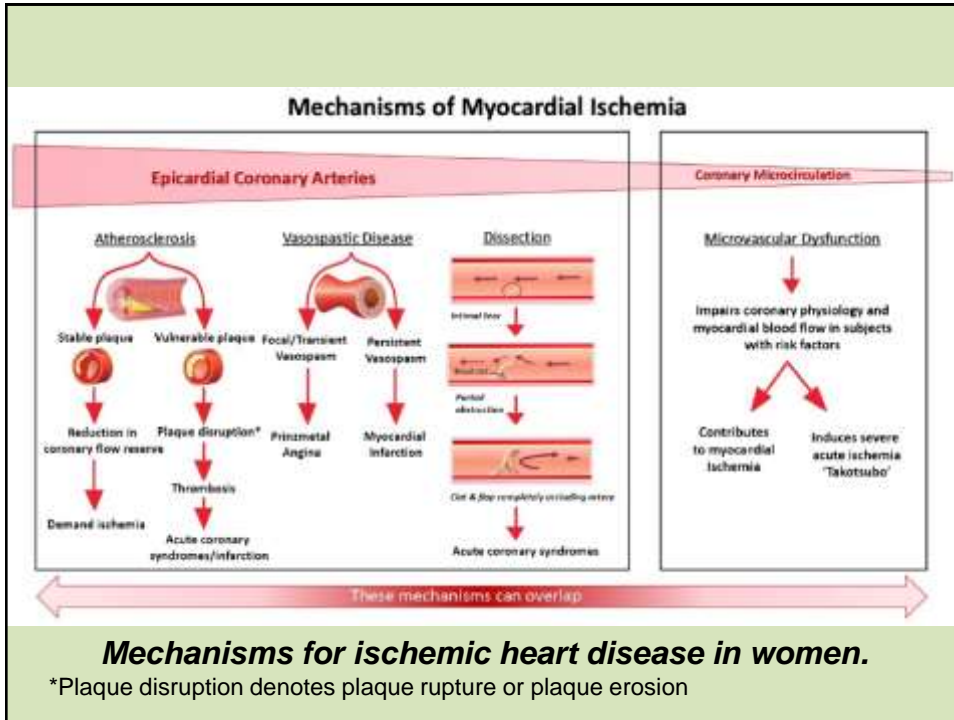 Mechanisms of Myocardial Ischemia
Epicardial Coronary Arteries
Atherosclerosis
Stable plaque
Vulnerable plaque
Reduction in
coronary flow reserve
Demand ischemia
Plaque disruption*
Thrombosis
Acute coronary
syndromes/infarction
Vasospastic Disease
Focal/Transient
Vasospasm
Persistent
Vasospasm
Prinzmetal
Angina
Myocardial
Infarction
Dissection
Intimal tear
Partial
obstruction
Clot & flap completely occluding artery
Acute coronary syndromes
Coronary Microcirculation
Microvascular Dysfunction
Impairs coronary physiology and
myocardial blood flow in subjects
with risk factors
Contributes
to myocardial
Ischemia
Induces severe
acute ischemia
'Takotsubo'
These mechanisms can overlap
Mechanisms for ischemic heart disease in women.
*Plaque disruption denotes plaque rupture or plaque erosion